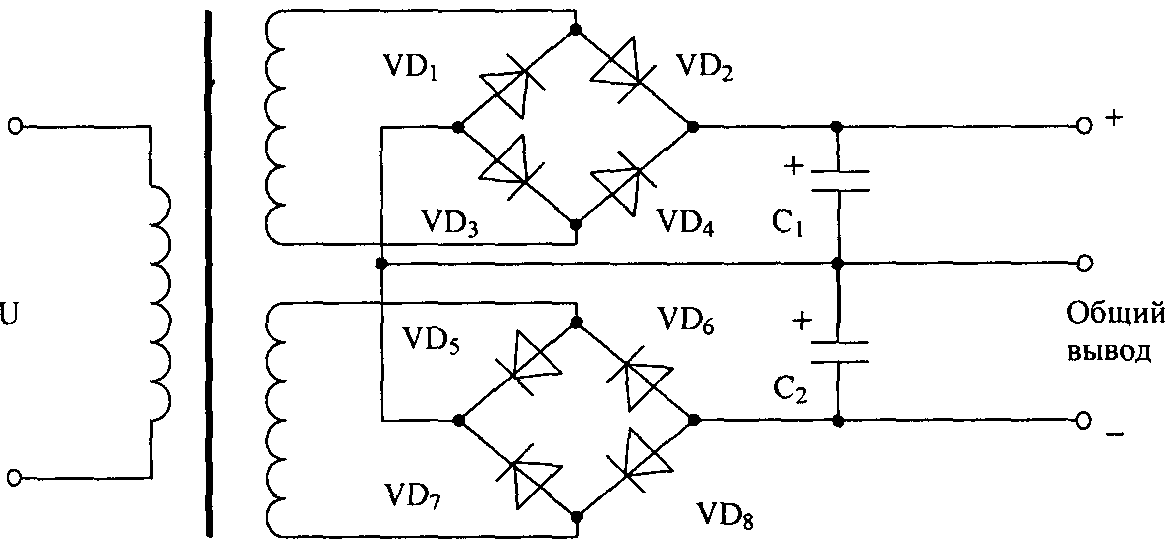 VD₁
VD₂
+
+
VD₃
VD₄
C₁
U
VD₅
VD₆
+
Общий
вывод
C₂
VD₇
VD₈
–